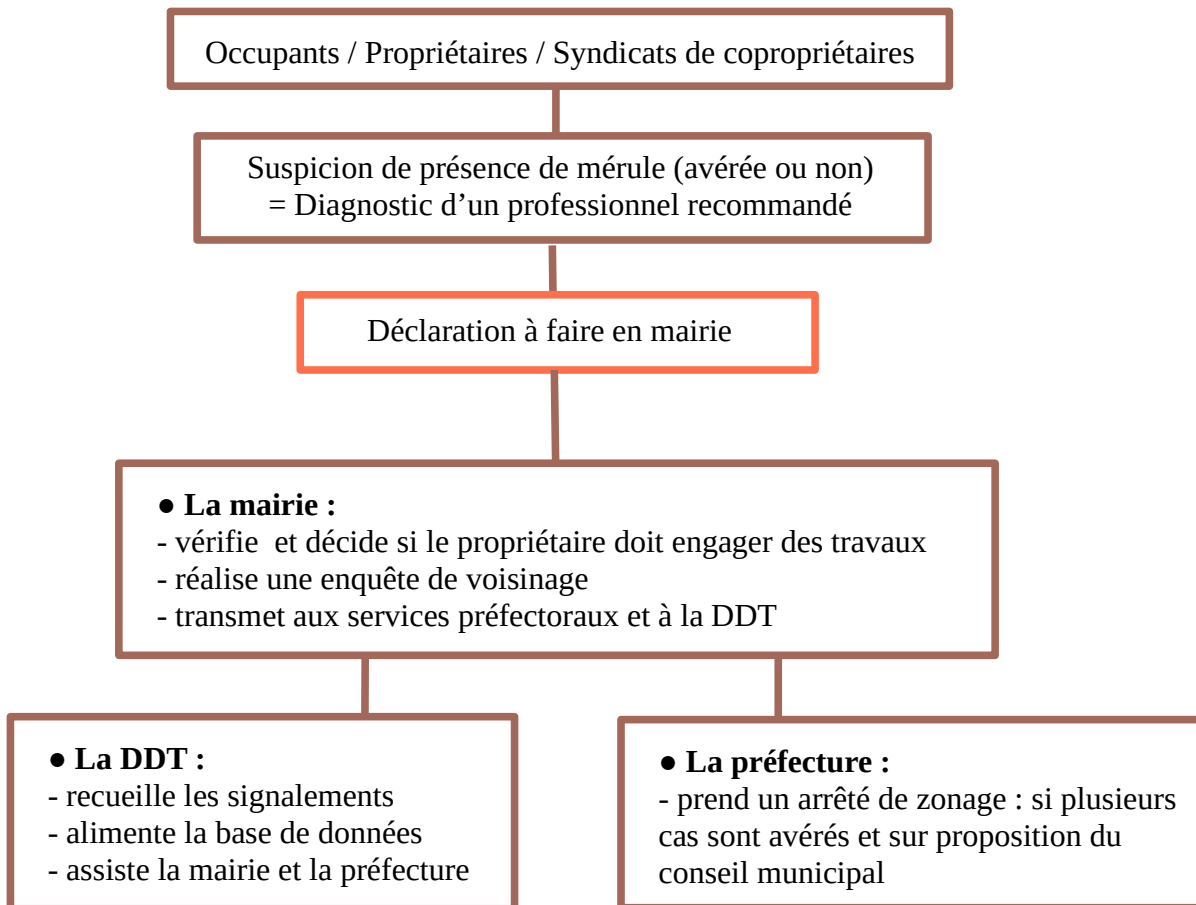 Occupants / Propriétaires / Syndicats de copropriétaires
Suspicion de présence de mérule (avérée ou non)
= Diagnostic d’un professionnel recommandé
Déclaration à faire en mairie
● La mairie :
- vérifie  et décide si le propriétaire doit engager des travaux
- réalise une enquête de voisinage
- transmet aux services préfectoraux et à la DDT
● La DDT :
- recueille les signalements
- alimente la base de données
- assiste la mairie et la préfecture
● La préfecture :
- prend un arrêté de zonage : si plusieurs
cas sont avérés et sur proposition du
conseil municipal